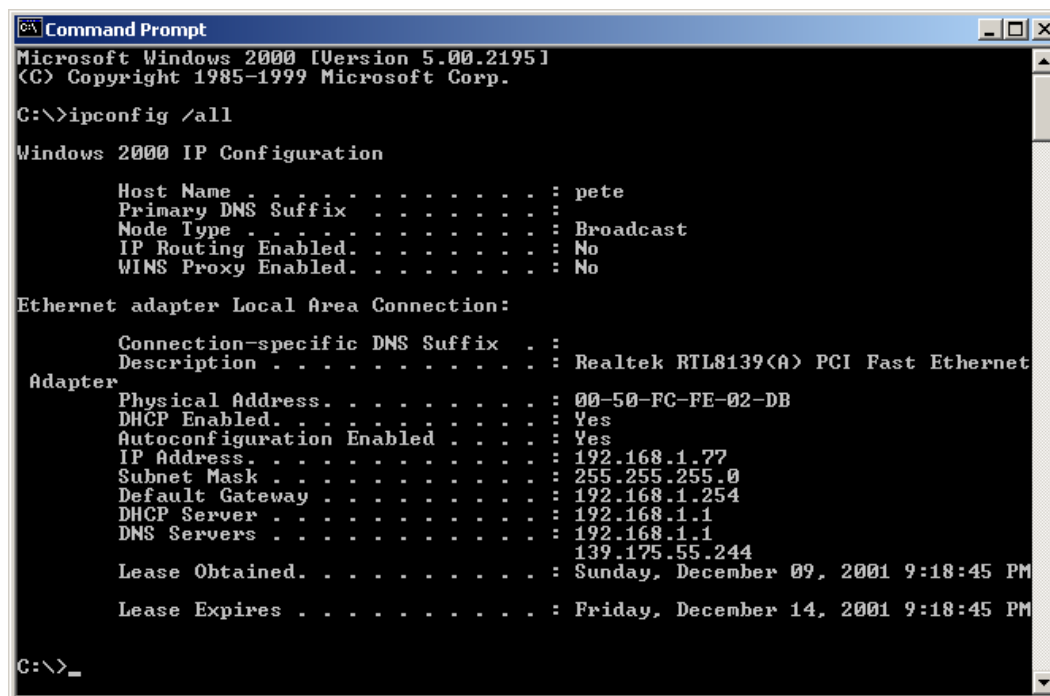 Command Prompt
Microsoft Windows 2000 [Version 5.00.2195]
(C) Copyright 1985-1999 Microsoft Corp.
C:\>ipconfig /all
Windows 2000 IP Configuration
Host Name . . . . . . . . . . . . : pete
Primary DNS Suffix  . . . . . . . :
Node Type . . . . . . . . . . . . : Broadcast
IP Routing Enabled. . . . . . . . : No
WINS Proxy Enabled. . . . . . . . : No
Ethernet adapter Local Area Connection:
Connection-specific DNS Suffix  . :
Description . . . . . . . . . . . : Realtek RTL8139(A) PCI Fast Ethernet
Adapter
Physical Address. . . . . . . . . : 00-50-FC-FE-02-DB
DHCP Enabled. . . . . . . . . . . : Yes
Autoconfiguration Enabled . . . . : Yes
IP Address. . . . . . . . . . . . : 192.168.1.77
Subnet Mask . . . . . . . . . . . : 255.255.255.0
Default Gateway . . . . . . . . . : 192.168.1.254
DHCP Server . . . . . . . . . . . : 192.168.1.1
DNS Servers . . . . . . . . . . . : 192.168.1.1
139.175.55.244
Lease Obtained. . . . . . . . . . : Sunday, December 09, 2001 9:18:45 PM
Lease Expires . . . . . . . . . . : Friday, December 14, 2001 9:18:45 PM
C:\>_